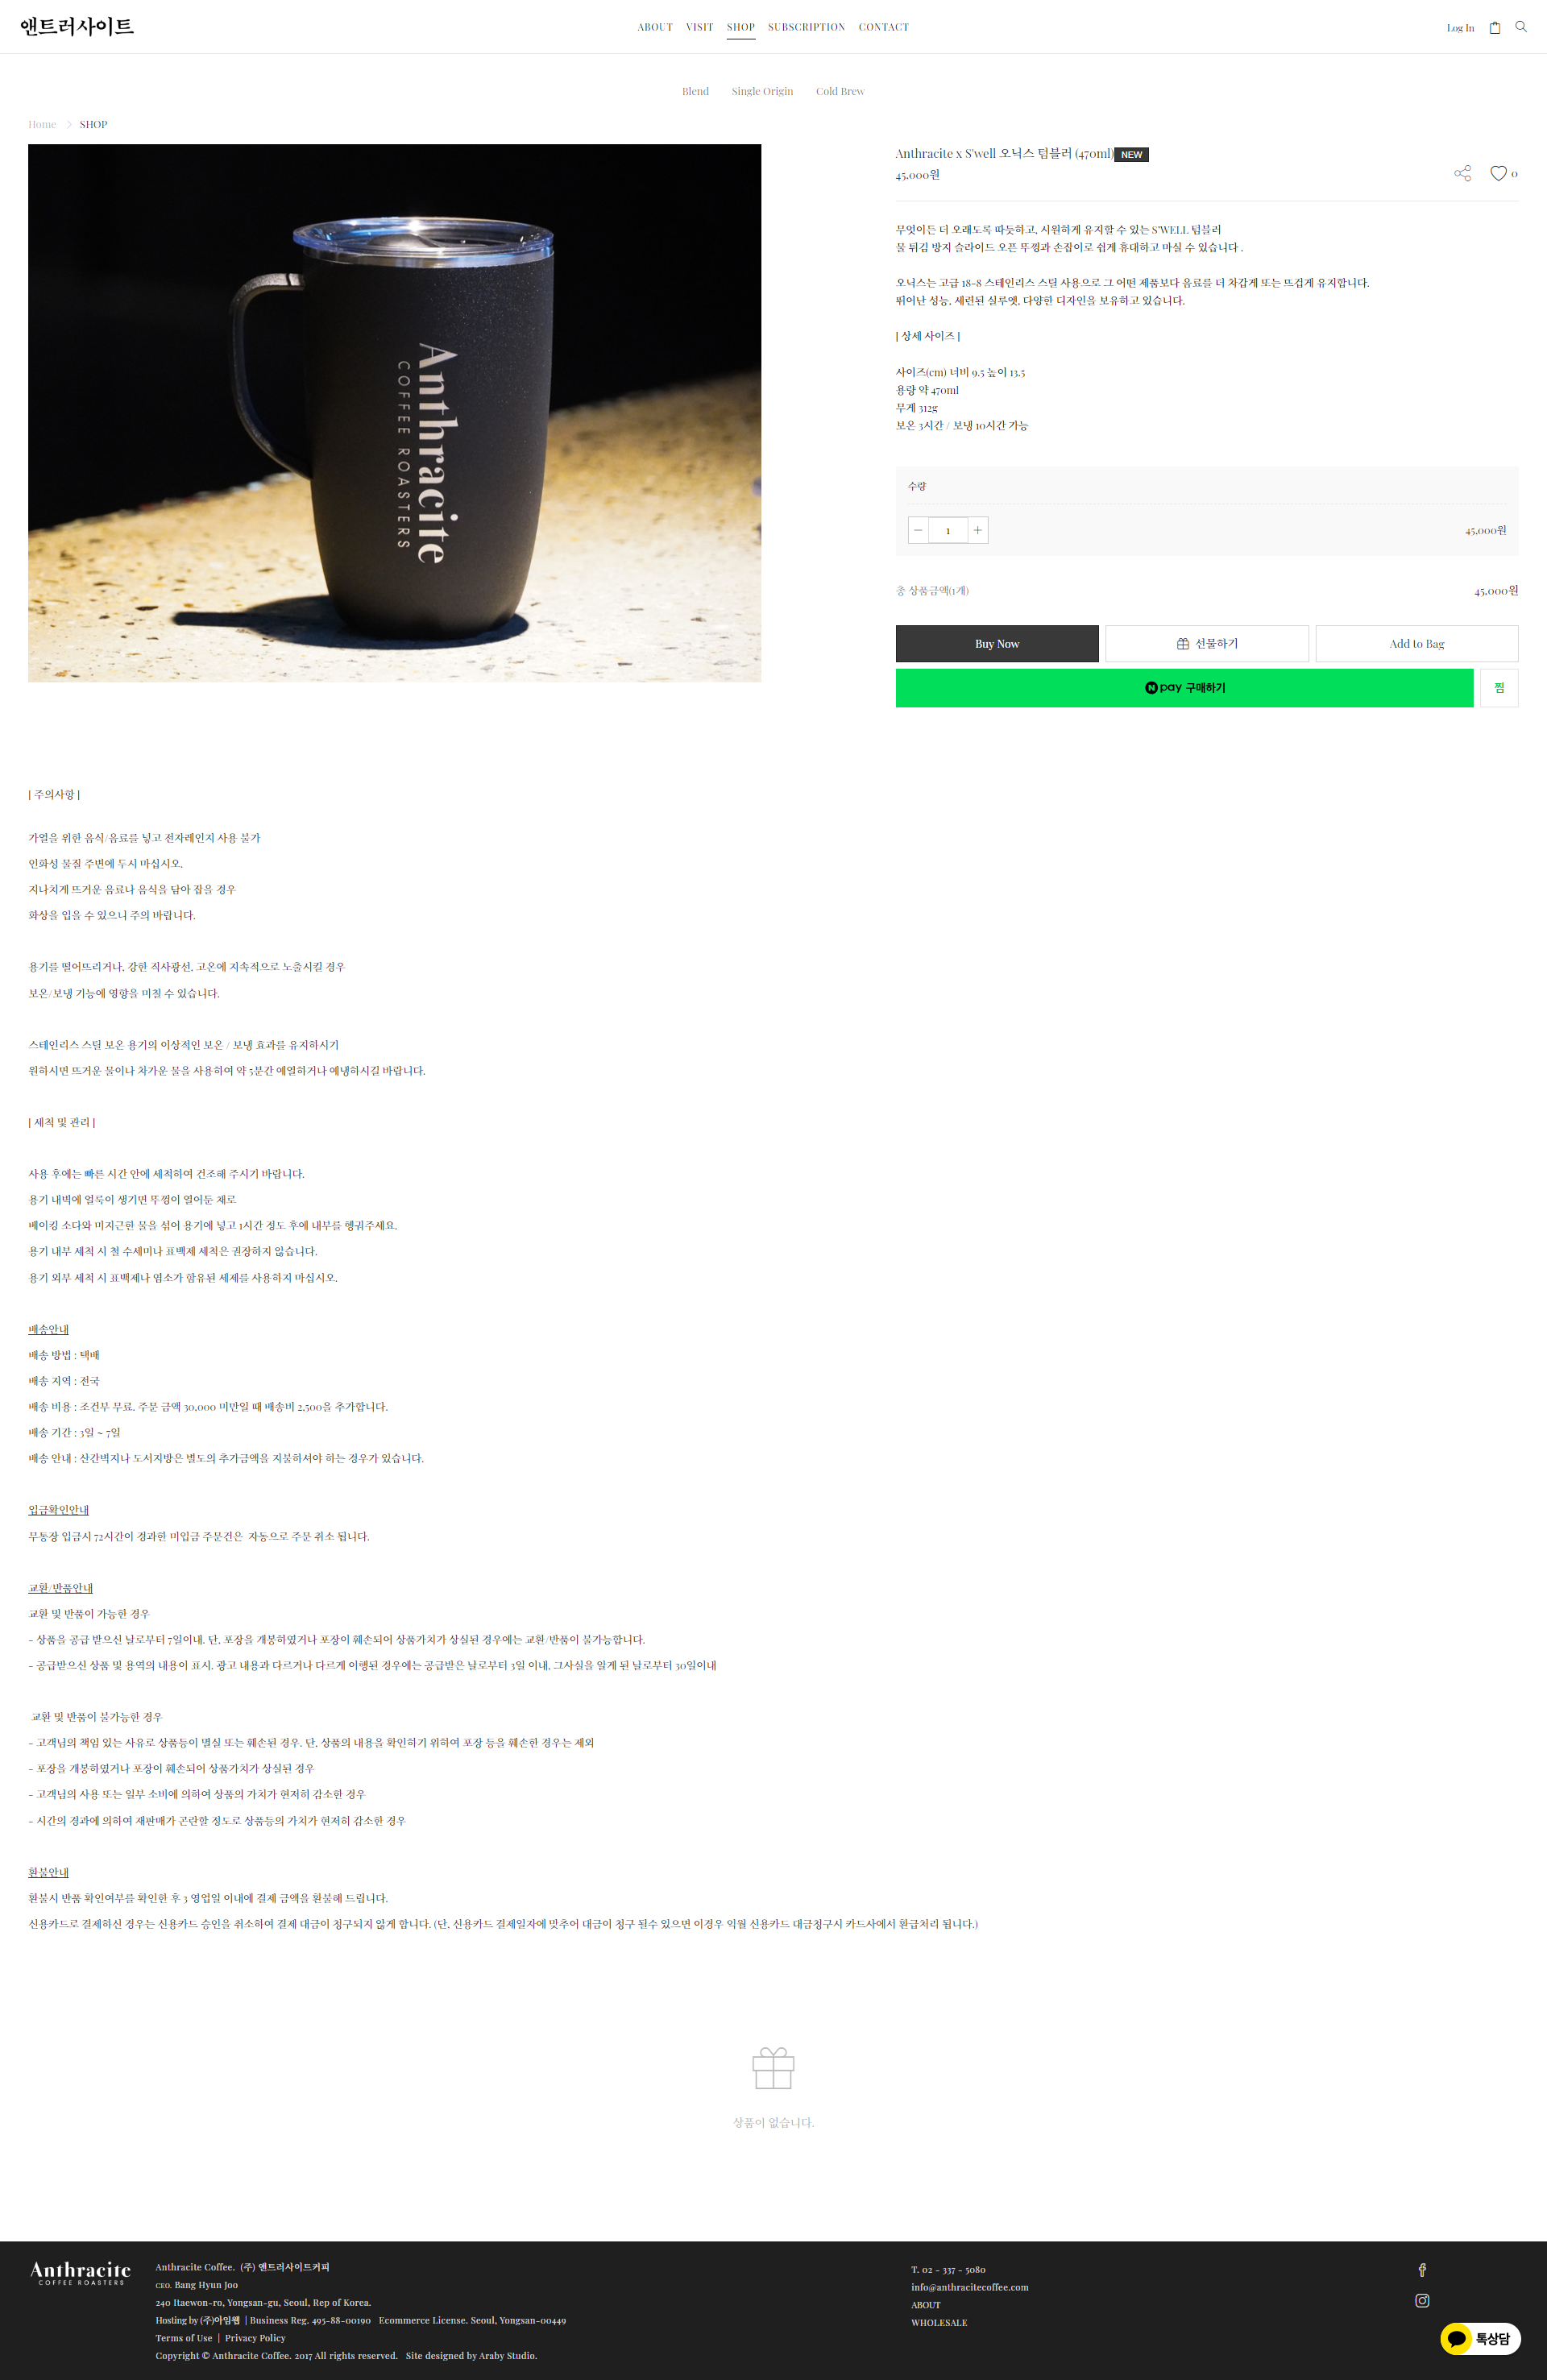 앤트러사이트
ABOUT VISIT SHOP SUBSCRIPTION CONTACT
Log In
Blend Single Origin Cold Brew
Home > SHOP
Anthracite
COFFEE ROASTERS
Anthracite x S'well 오닉스 텀블러 (470ml) NEW
45,000원
0
무엇이든 더 오래도록 따듯하고, 시원하게 유지할 수 있는 S'WELL 텀블러
물 튀김 방지 슬라이드 오픈 뚜껑과 손잡이로 쉽게 휴대하고 마실 수 있습니다 .
오닉스는 고급 18-8 스테인리스 스틸 사용으로 그 어떤 제품보다 음료를 더 차갑게 또는 뜨겁게 유지합니다.
뛰어난 성능, 세련된 실루엣, 다양한 디자인을 보유하고 있습니다.
| 상세 사이즈 |
사이즈(cm) 너비 9.5 높이 13.5
용량 약 470ml
무게 312g
보온 3시간 / 보냉 10시간 가능
수량
1
45,000원
총 상품금액(1개)
45,000원
Buy Now
선물하기
Add to Bag
N pay 구매하기
찜
| 주의사항 |
가열을 위한 음식/음료를 넣고 전자레인지 사용 불가
인화성 물질 주변에 두시 마십시오.
지나치게 뜨거운 음료나 음식을 담아 집을 경우
화상을 입을 수 있으니 주의 바랍니다.
용기를 떨어뜨리거나, 강한 직사광선, 고온에 지속적으로 노출시킬 경우
보온/보냉 기능에 영향을 미칠 수 있습니다.
스테인리스 스틸 보온 용기의 이상적인 보온 / 보냉 효과를 유지하시기
원하시면 뜨거운 물이나 차가운 물을 사용하여 약 5분간 예열하거나 예냉하시길 바랍니다.
| 세척 및 관리 |
사용 후에는 빠른 시간 안에 세척하여 건조해 주시기 바랍니다.
용기 내벽에 얼룩이 생기면 뚜껑이 열어둔 채로
베이킹 소다와 미지근한 물을 섞어 용기에 넣고 1시간 정도 후에 내부를 헹궈주세요.
용기 내부 세척 시 철 수세미나 표백제 세척은 권장하지 않습니다.
용기 외부 세척 시 표백제나 염소가 함유된 세제를 사용하지 마십시오.
배송안내
배송 방법 : 택배
배송 지역 : 전국
배송 비용 : 조건부 무료, 주문 금액 30,000 미만일 때 배송비 2,500을 추가합니다.
배송 기간 : 3일 ~ 7일
배송 안내 : 산간벽지나 도서지방은 별도의 추가금액을 지불하셔야 하는 경우가 있습니다.
입금확인안내
무통장 입금시 72시간이 경과한 미입금 주문건은 자동으로 주문 취소 됩니다.
교환/반품안내
교환 및 반품이 가능한 경우
- 상품을 공급 받으신 날로부터 7일이내. 단, 포장을 개봉하였거나 포장이 훼손되어 상품가치가 상실된 경우에는 교환/반품이 불가능합니다.
- 공급받으신 상품 및 용역의 내용이 표시, 광고 내용과 다르거나 다르게 이행된 경우에는 공급받은 날로부터 3일 이내, 그사실을 알게 된 날로부터 30일이내
교환 및 반품이 불가능한 경우
- 고객님의 책임 있는 사유로 상품등이 멸실 또는 훼손된 경우. 단, 상품의 내용을 확인하기 위하여 포장 등을 훼손한 경우는 제외
- 포장을 개봉하였거나 포장이 훼손되어 상품가치가 상실된 경우
- 고객님의 사용 또는 일부 소비에 의하여 상품의 가치가 현저히 감소한 경우
- 시간의 경과에 의하여 재판매가 곤란할 정도로 상품등의 가치가 현저히 감소한 경우
환불안내
환불시 반품 확인여부를 확인한 후 3 영업일 이내에 결제 금액을 환불해 드립니다.
신용카드로 결제하신 경우는 신용카드 승인을 취소하여 결제 대금이 청구되지 않게 합니다. (단, 신용카드 결제일자에 맞추어 대금이 청구 될수 있으면 이경우 익월 신용카드 대금청구시 카드사에서 환급처리 됩니다.)
상품이 없습니다.
Anthracite
COFFEE ROASTERS
Anthracite Coffee. (주) 앤트러사이트커피
CEO. Bang Hyun Joo
240 Itaewon-ro, Yongsan-gu, Seoul, Rep of Korea.
Hosting by (주)아임웹 | Business Reg. 495-88-00190 Ecommerce License. Seoul, Yongsan-00449
Terms of Use | Privacy Policy
Copyright © Anthracite Coffee. 2017 All rights reserved. Site designed by Araby Studio.
T. 02 - 337 - 5080
info@anthracitecoffee.com
ABOUT
WHOLESALE
톡상담